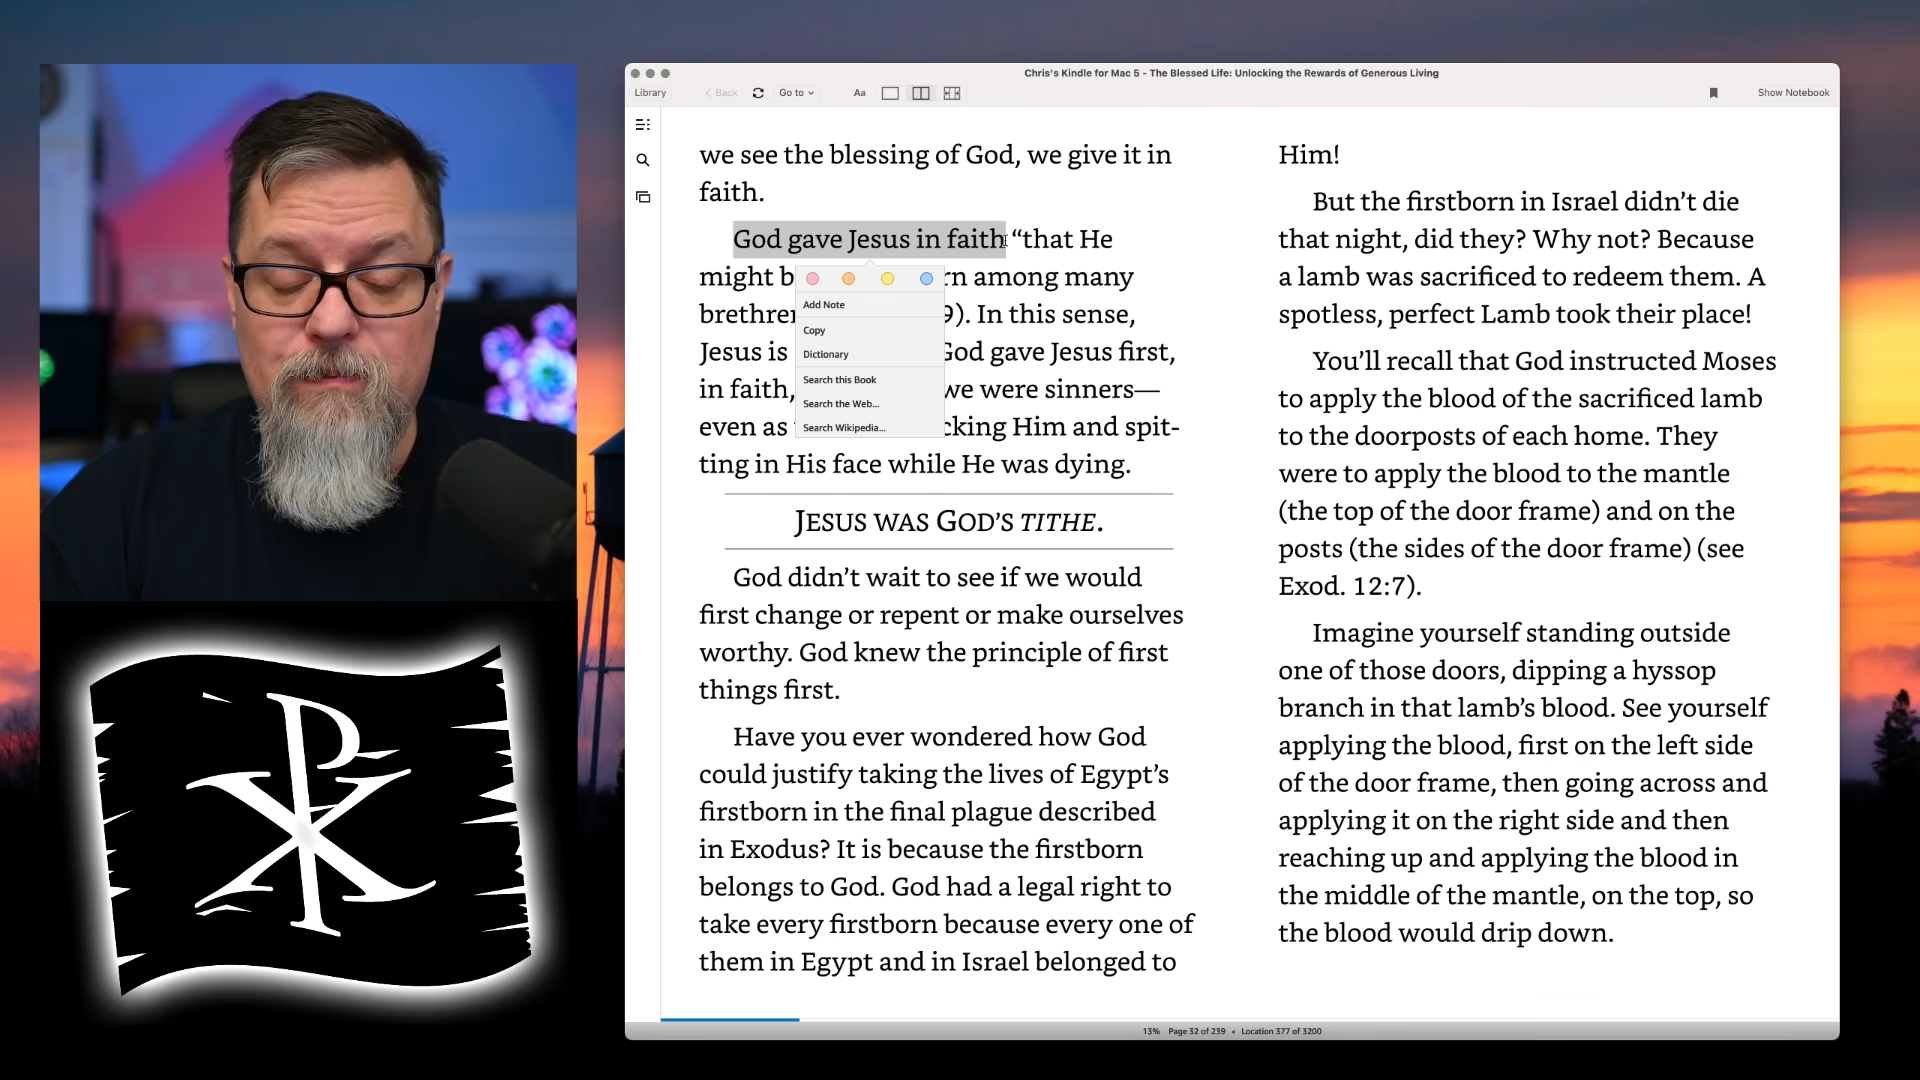 Chris's Kindle for Mac 5 - The Blessed Life: Unlocking the Rewards of Generous Living
Library
Back
Go to
Aa
Show Notebook
we see the blessing of God, we give it in
faith.
God gave Jesus in faith “that He
might b rn among many
brethren 9). In this sense,
Jesus is God gave Jesus first,
in faith, we were sinners—
even as cking Him and spit-
ting in His face while He was dying.
Add Note
Copy
Dictionary
Search this Book
Search the Web...
Search Wikipedia...
JESUS WAS GOD’S TITHE.
God didn’t wait to see if we would
first change or repent or make ourselves
worthy. God knew the principle of first
things first.
Have you ever wondered how God
could justify taking the lives of Egypt’s
firstborn in the final plague described
in Exodus? It is because the firstborn
belongs to God. God had a legal right to
take every firstborn because every one of
them in Egypt and in Israel belonged to
Him!
But the firstborn in Israel didn’t die
that night, did they? Why not? Because
a lamb was sacrificed to redeem them. A
spotless, perfect Lamb took their place!
You’ll recall that God instructed Moses
to apply the blood of the sacrificed lamb
to the doorposts of each home. They
were to apply the blood to the mantle
(the top of the door frame) and on the
posts (the sides of the door frame) (see
Exod. 12:7).
Imagine yourself standing outside
one of those doors, dipping a hyssop
branch in that lamb’s blood. See yourself
applying the blood, first on the left side
of the door frame, then going across and
applying it on the right side and then
reaching up and applying the blood in
the middle of the mantle, on the top, so
the blood would drip down.
13% Page 32 of 239 • Location 377 of 3200